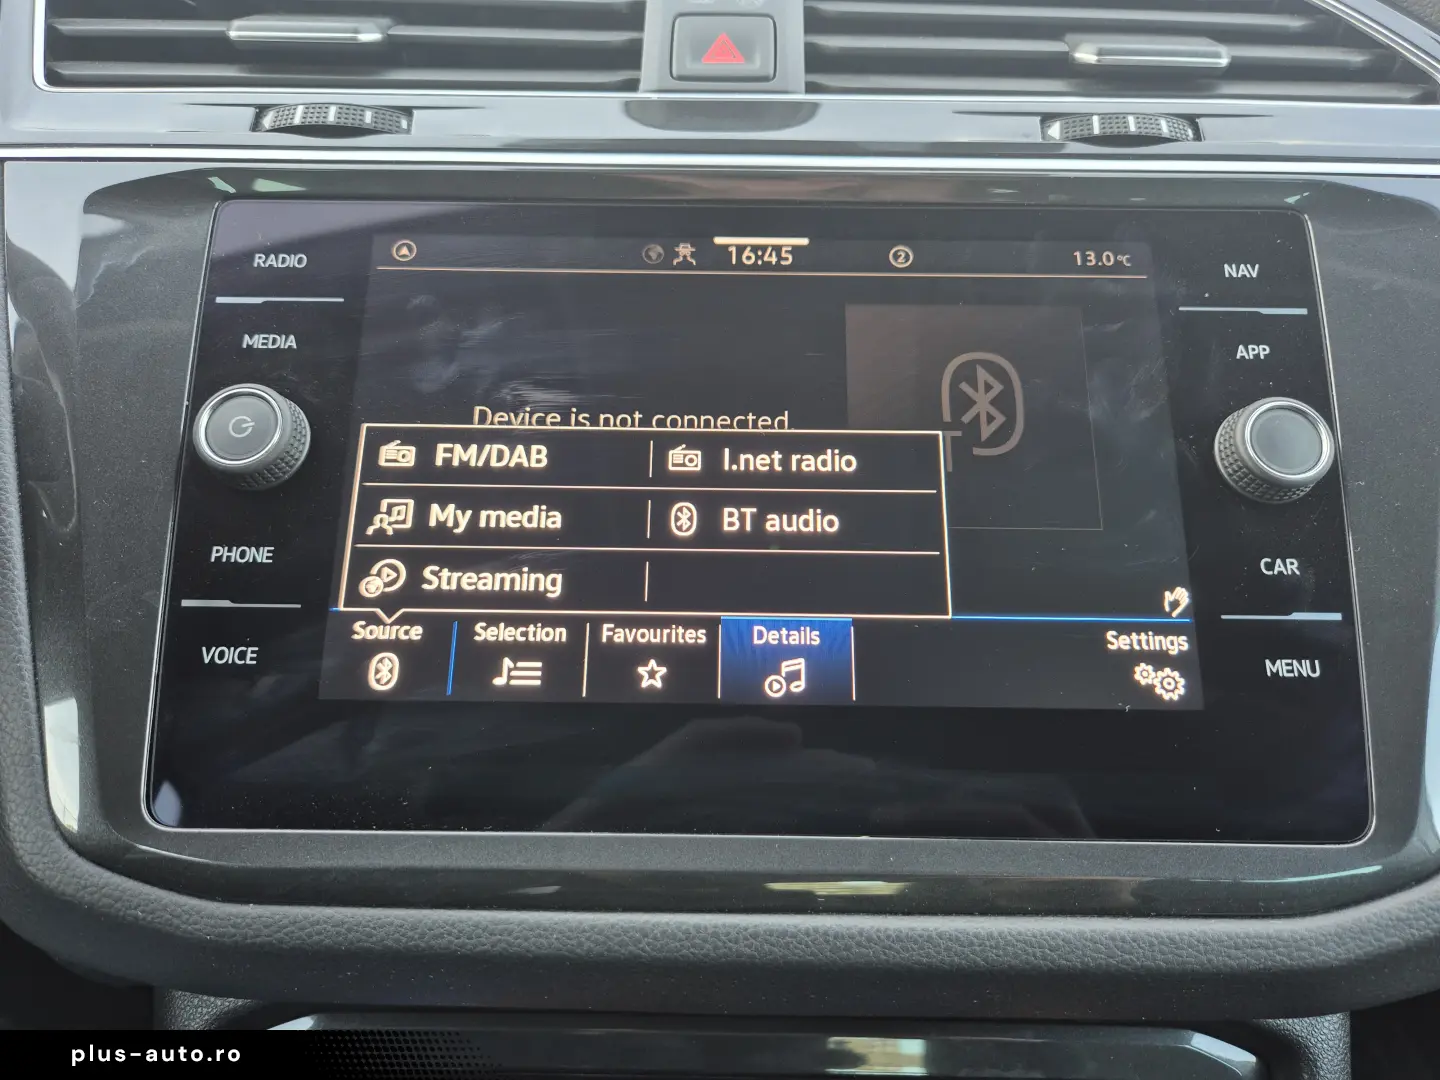 RADIO
MEDIA
PHONE
VOICE
16:45
2
13.0°C
Device is not connected.
FM/DAB
I.net radio
My media
BT audio
Streaming
Source
Selection
Favourites
Details
Settings
NAV
APP
CAR
MENU
plus-auto.ro